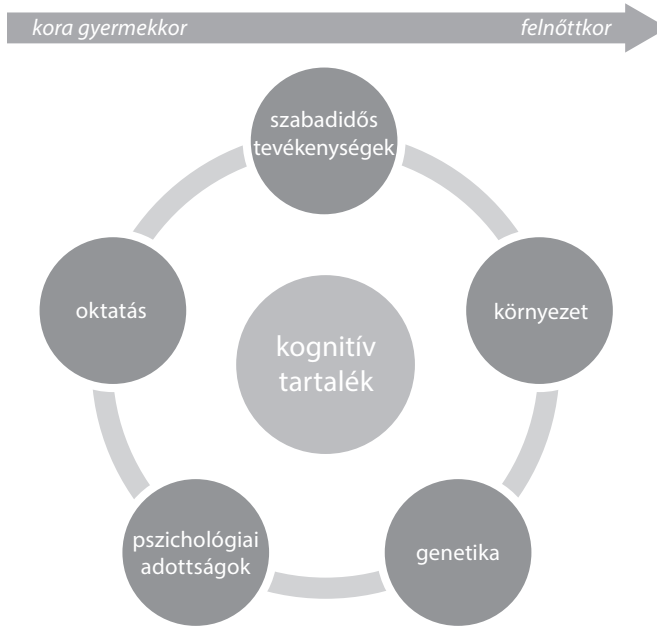 kora gyermekkor
felnőttkor
szabadidős
tevékenységek
oktatás
környezet
kognitív
tartalék
pszichológiai
adottságok
genetika